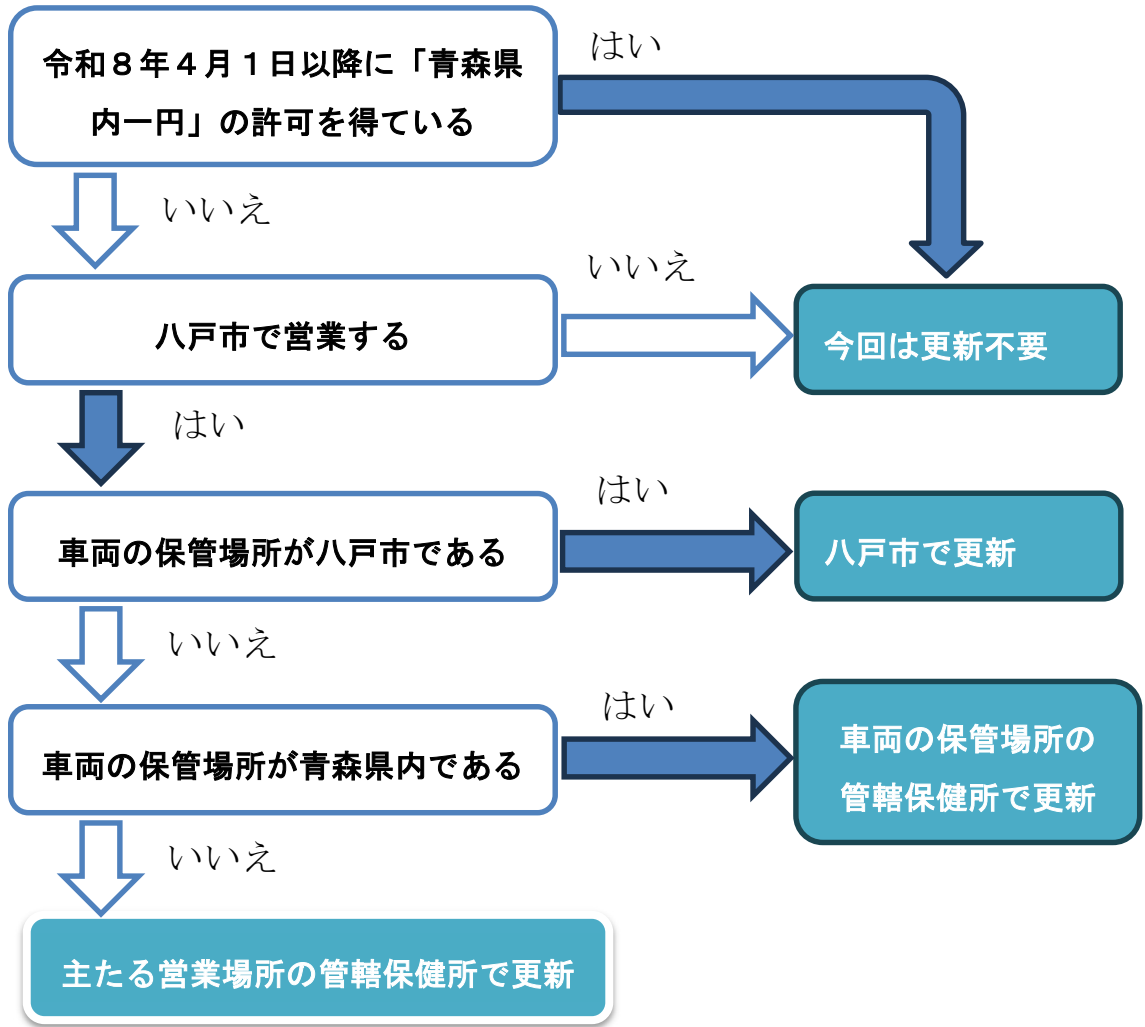 令和８年４月１日以降に「青森県
内一円」の許可を得ている
はい
いいえ
八戸市で営業する
いいえ
今回は更新不要
はい
車両の保管場所が八戸市である
はい
八戸市で更新
いいえ
車両の保管場所が青森県内である
はい
車両の保管場所の
管轄保健所で更新
いいえ
主たる営業場所の管轄保健所で更新